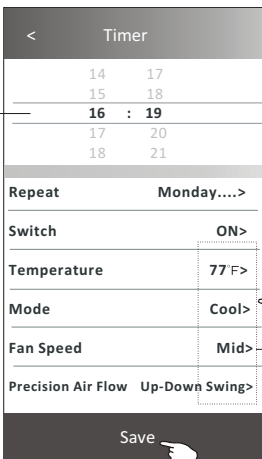 < Timer
14 17
15 18
16 : 19
17 20
18 21
Repeat Monday....>
Switch ON>
Temperature 77°F>
Mode Cool>
Fan Speed Mid>
Precision Air Flow Up-Down Swing>
Save